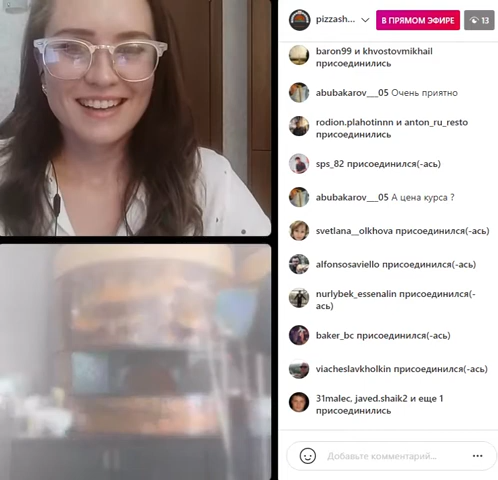 pizzash...
В ПРЯМОМ ЭФИРЕ
13
baron99 и khvostovmikhail
присоединились
abubakarov___05 Очень приятно
rodion.plahotinnn и anton_ru_resto
присоединились
sps_82 присоединился(-ась)
abubakarov___05 А цена курса ?
svetlana__olkhova присоединился(-ась)
alfonsosaviello присоединился(-ась)
nurlybek_essenalin присоединился(-
ась)
baker_bc присоединился(-ась)
viacheslavkholkin присоединился(-ась)
31malec, javed.shaik2 и еще 1
присоединились
Добавьте комментарий...